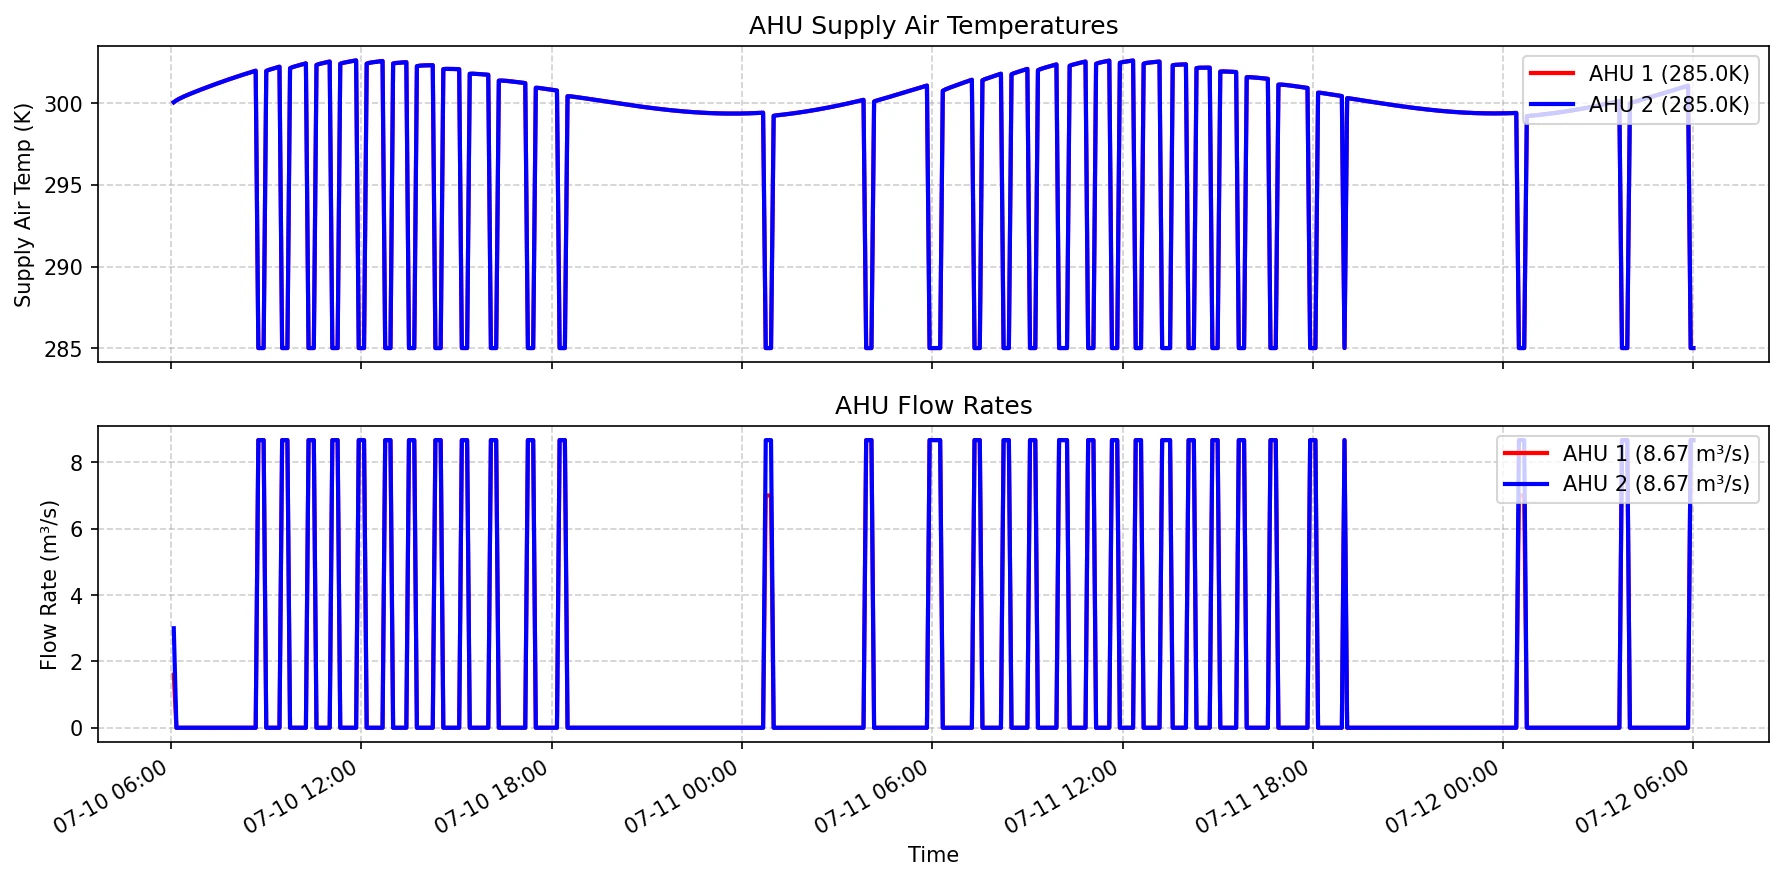 AHU Supply Air Temperatures
Supply Air Temp (K)
300
295
290
285
AHU 1 (285.0K)
AHU 2 (285.0K)
AHU Flow Rates
Flow Rate (m³/s)
8
6
4
2
0
AHU 1 (8.67 m³/s)
AHU 2 (8.67 m³/s)
07-10 06:00
07-10 12:00
07-10 18:00
07-11 00:00
07-11 06:00
07-11 12:00
07-11 18:00
07-12 00:00
07-12 06:00
Time